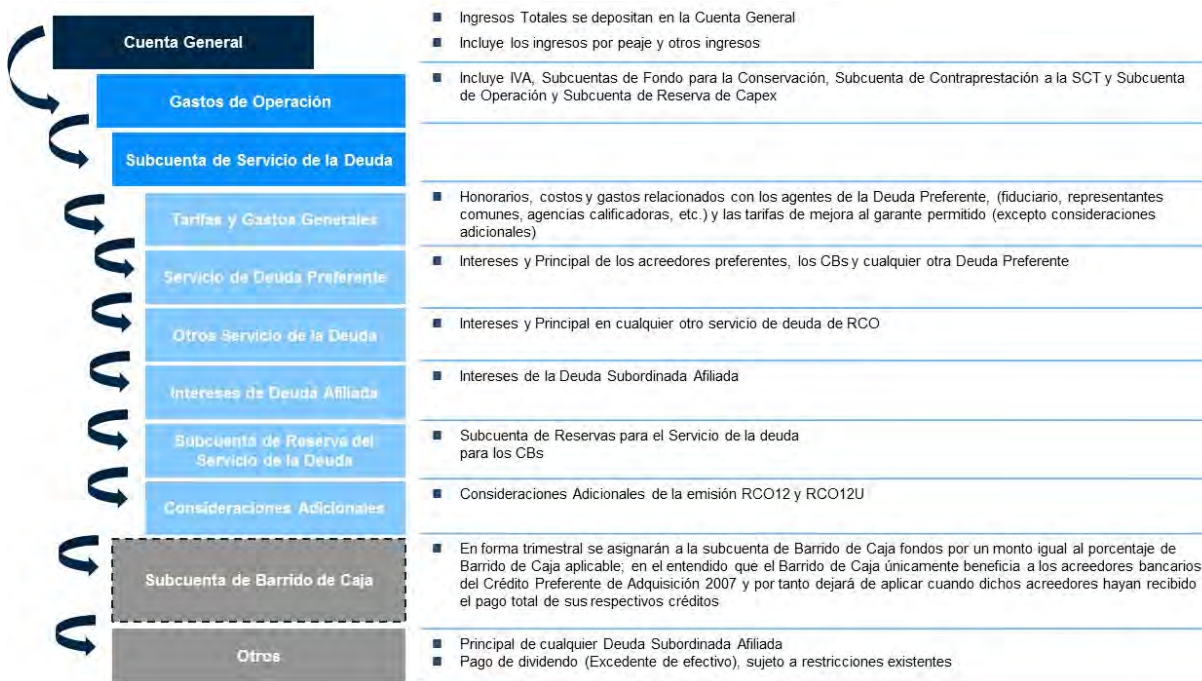 Cuenta General
Ingresos Totales se depositan en la Cuenta General
Incluye los ingresos por peaje y otros ingresos
Gastos de Operación
Incluye IVA, Subcuentas de Fondo para la Conservación, Subcuenta de Contraprestación a la SCT y Subcuenta
de Operación y Subcuenta de Reserva de Capex
Subcuenta de Servicio de la Deuda
Tarifas y Gastos Generales
Honorarios, costos y gastos relacionados con los agentes de la Deuda Preferente, (fiduciario, representantes
comunes, agencias calificadoras, etc.) y las tarifas de mejora al garante permitido (excepto consideraciones
adicionales)
Servicio de Deuda Preferente
Intereses y Principal de los acreedores preferentes, los CBs y cualquier otra Deuda Preferente
Otros Servicio de la Deuda
Intereses y Principal en cualquier otro servicio de deuda de RCO
Intereses de Deuda Afiliada
Intereses de la Deuda Subordinada Afiliada
Subcuenta de Reserva del
Servicio de la Deuda
Subcuenta de Reservas para el Servicio de la deuda
para los CBs
Consideraciones Adicionales
Consideraciones Adicionales de la emisión RCO12 y RCO12U
Subcuenta de Barrido de Caja
En forma trimestral se asignarán a la subcuenta de Barrido de Caja fondos por un monto igual al porcentaje de
Barrido de Caja aplicable; en el entendido que el Barrido de Caja únicamente beneficia a los acreedores bancarios
del Crédito Preferente de Adquisición 2007 y por tanto dejará de aplicar cuando dichos acreedores hayan recibido
el pago total de sus respectivos créditos
Otros
Principal de cualquier Deuda Subordinada Afiliada
Pago de dividendo (Excedente de efectivo), sujeto a restricciones existentes